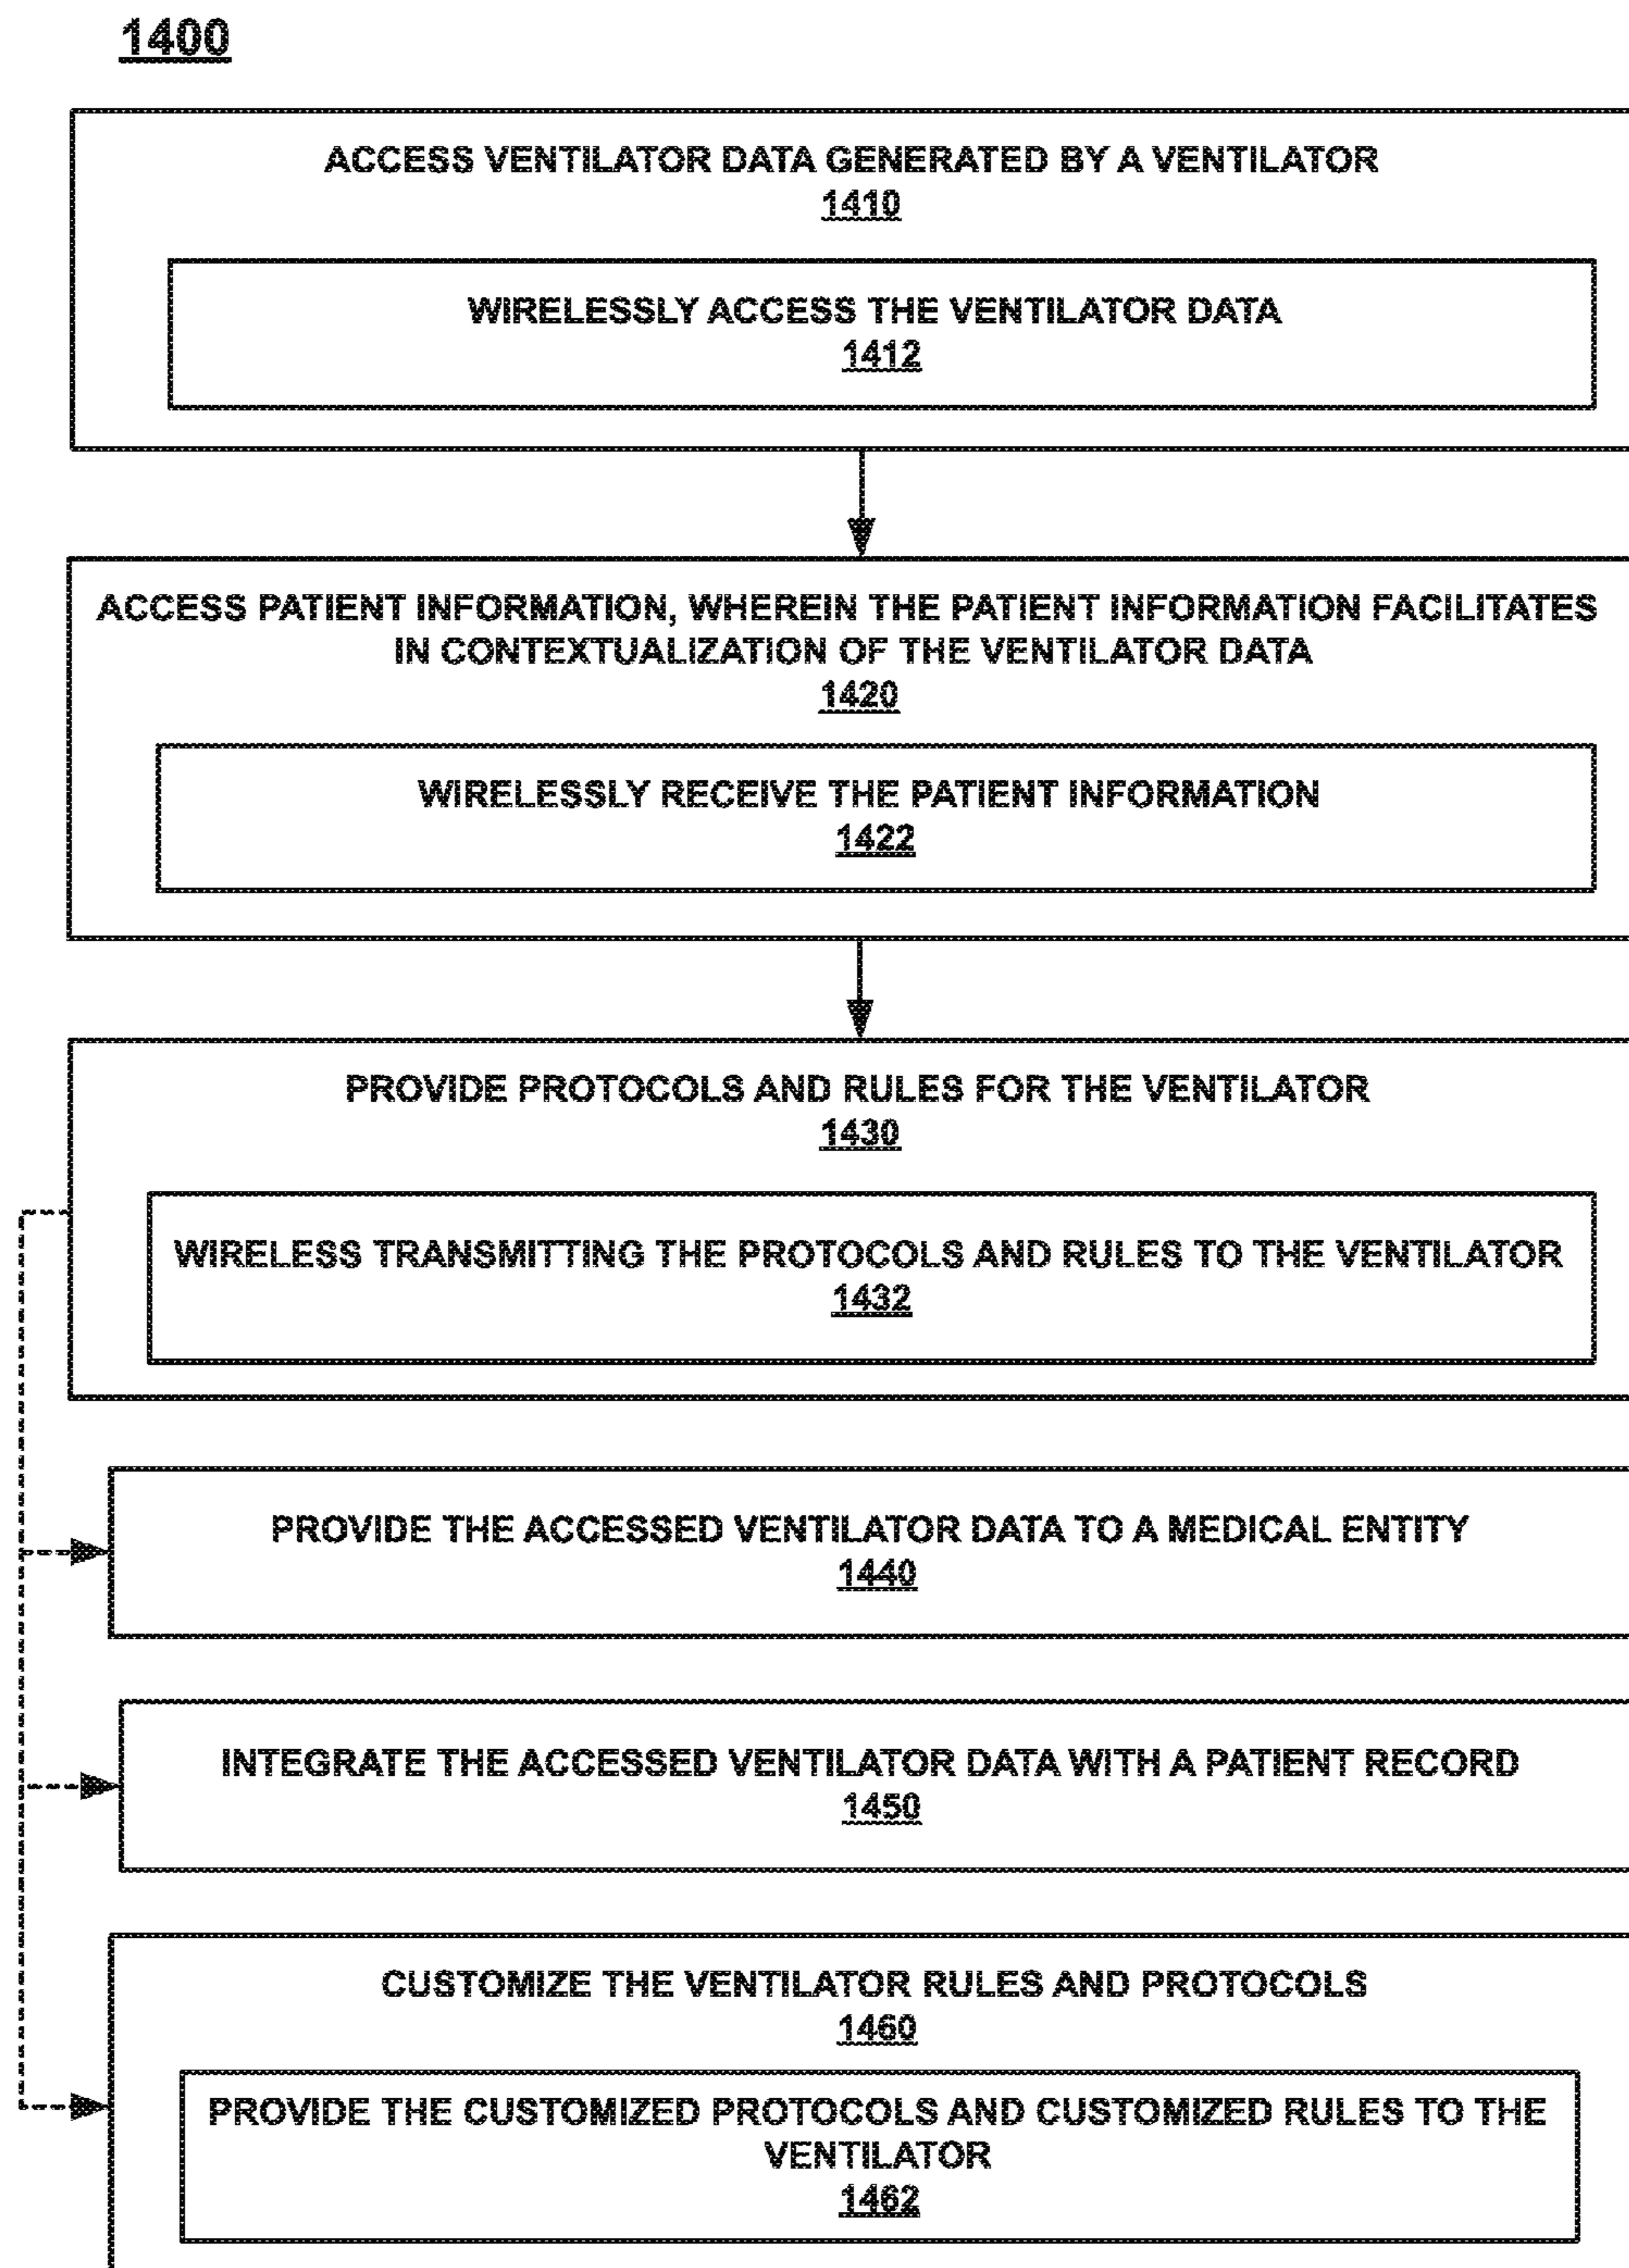 1400
ACCESS VENTILATOR DATA GENERATED BY A VENTILATOR
1410
WIRELESSLY ACCESS THE VENTILATOR DATA
1412
ACCESS PATIENT INFORMATION, WHEREIN THE PATIENT INFORMATION FACILITATES
IN CONTEXTUALIZATION OF THE VENTILATOR DATA
1420
WIRELESSLY RECEIVE THE PATIENT INFORMATION
1422
PROVIDE PROTOCOLS AND RULES FOR THE VENTILATOR
1430
WIRELESS TRANSMITTING THE PROTOCOLS AND RULES TO THE VENTILATOR
1432
PROVIDE THE ACCESSED VENTILATOR DATA TO A MEDICAL ENTITY
1440
INTEGRATE THE ACCESSED VENTILATOR DATA WITH A PATIENT RECORD
1450
CUSTOMIZE THE VENTILATOR RULES AND PROTOCOLS
1460
PROVIDE THE CUSTOMIZED PROTOCOLS AND CUSTOMIZED RULES TO THE
VENTILATOR
1462